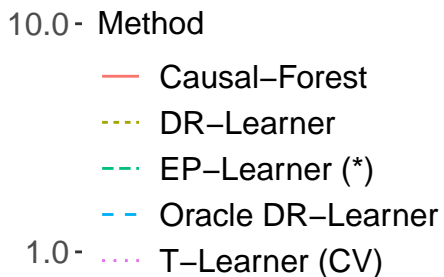 10.0 Method
Causal−Forest
DR−Learner
EP−Learner (*)
Oracle DR−Learner
1.0 T−Learner (CV)